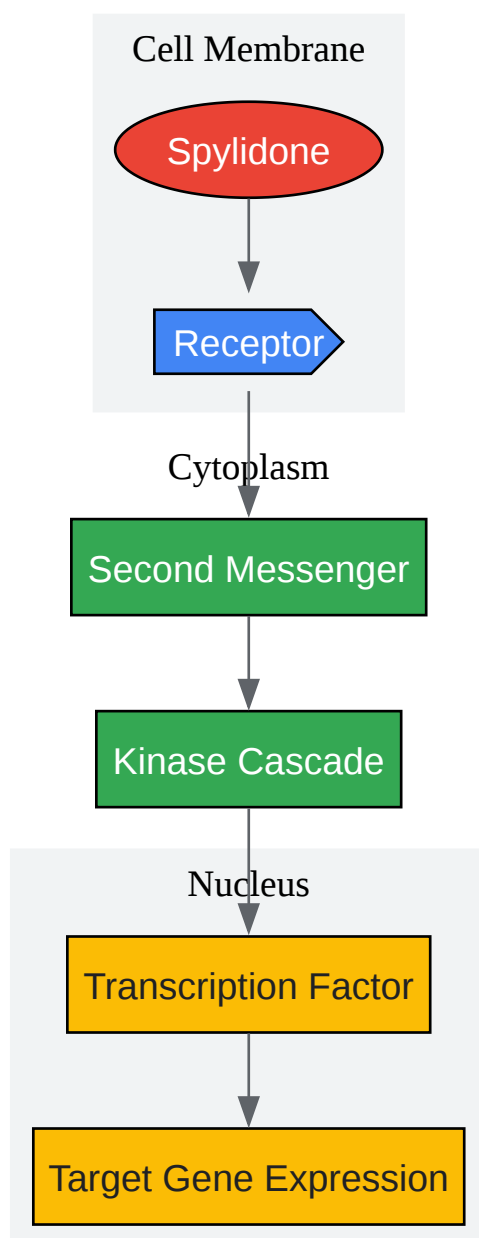 Cell Membrane
Spylidone
Receptor
Cytoplasm
Second Messenger
Kinase Cascade
Nucleus
Transcription Factor
Target Gene Expression